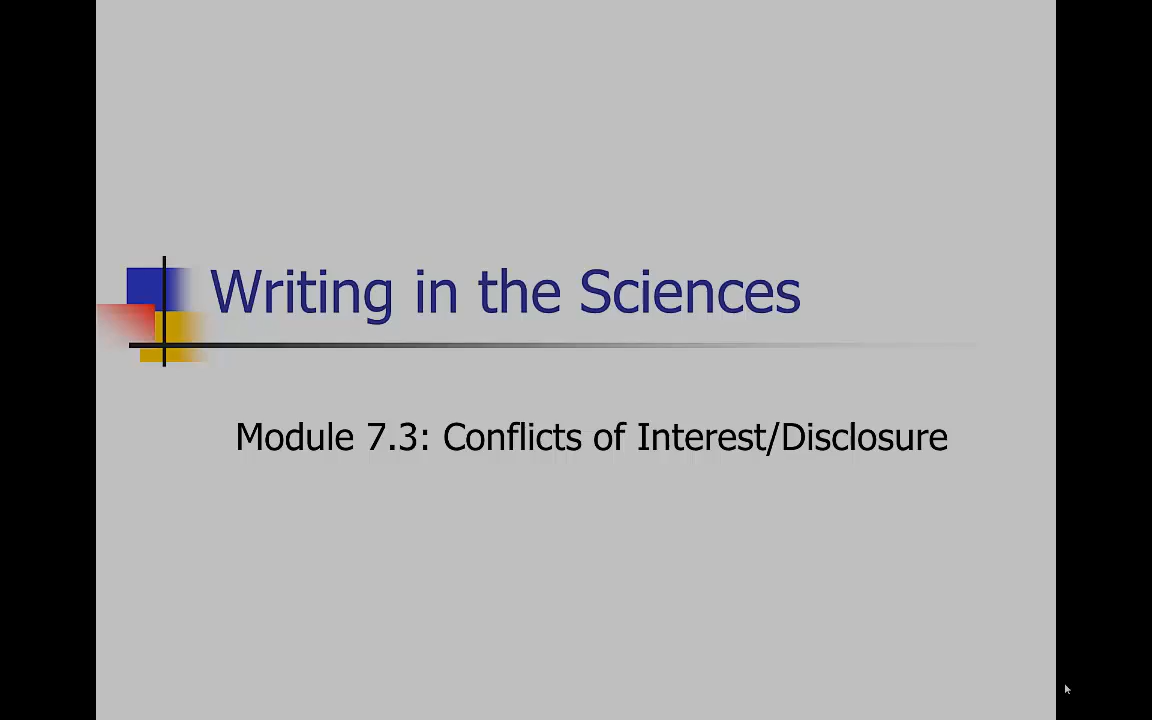 Writing in the Sciences
Module 7.3: Conflicts of Interest/Disclosure